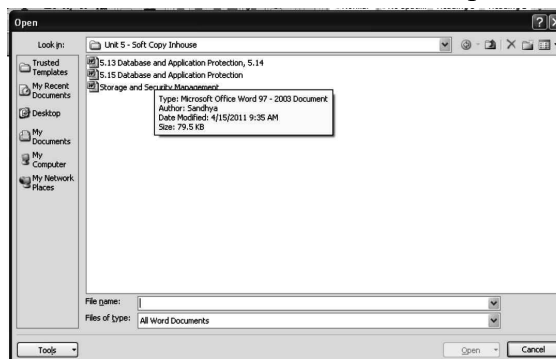 Open
Look in: Unit 5 - Soft Copy Inhouse
Trusted Templates
My Recent Documents
Desktop
My Documents
My Computer
My Network Places
5.13 Database and Application Protection, 5.14
5.15 Database and Application Protection
Storage and Security Management
Type: Microsoft Office Word 97 - 2003 Document
Author: Sandhya
Date Modified: 4/15/2011 9:35 AM
Size: 79.5 KB
File name:
Files of type: All Word Documents
Tools
Open
Cancel